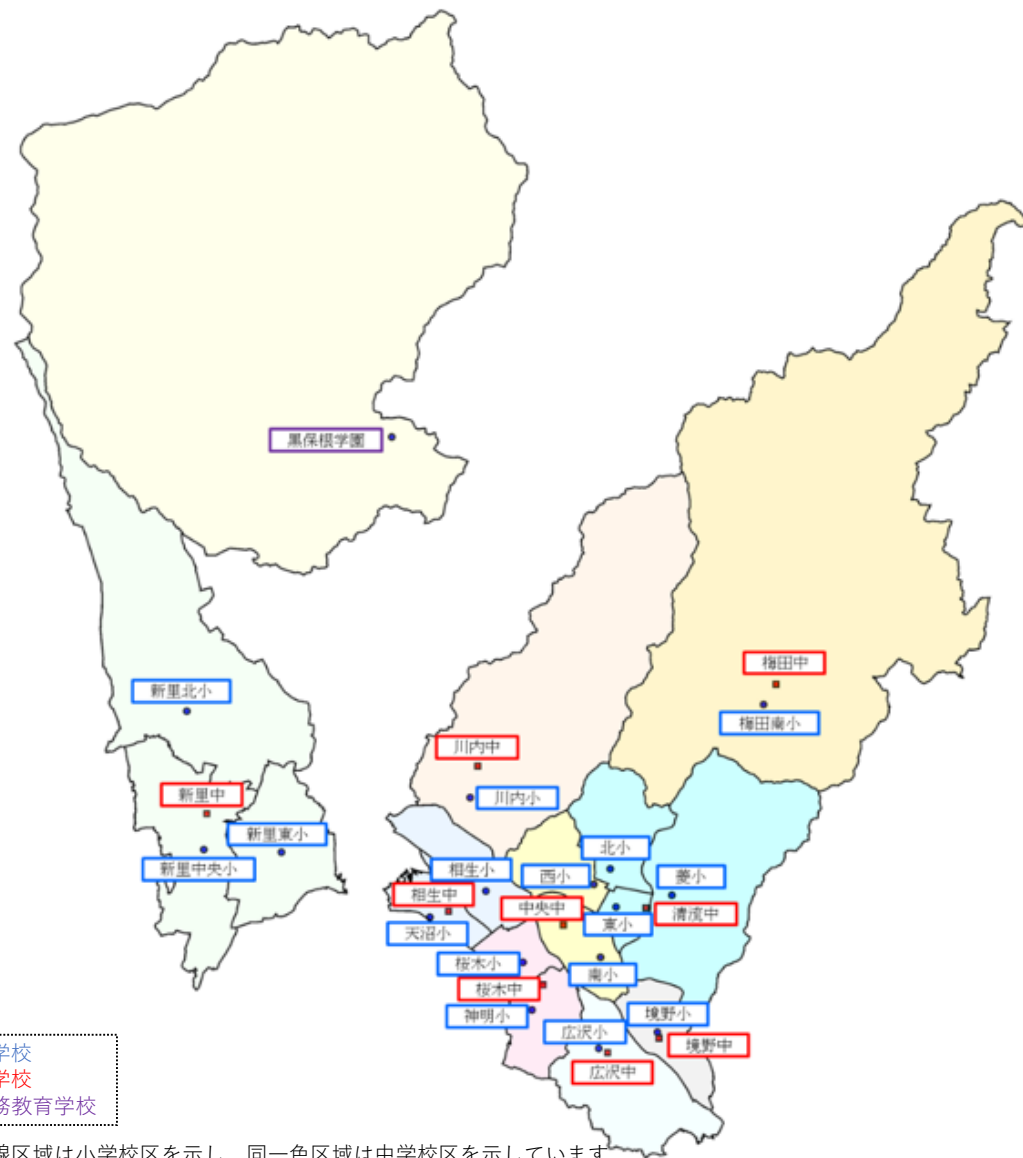 黒保根学園
梅田中
梅田南小
新里北小
川内中
川内小
新里中
新里東小
新里中央小
北小
相生小
西小
菱小
相生中
中央中
東小
清流中
天沼小
桜木小
南小
桜木中
神明小
境野小
広沢小
境野中
広沢中
学校
学校
務教育学校
線区域は小学校区を示し、同一色区域は中学校区を示しています